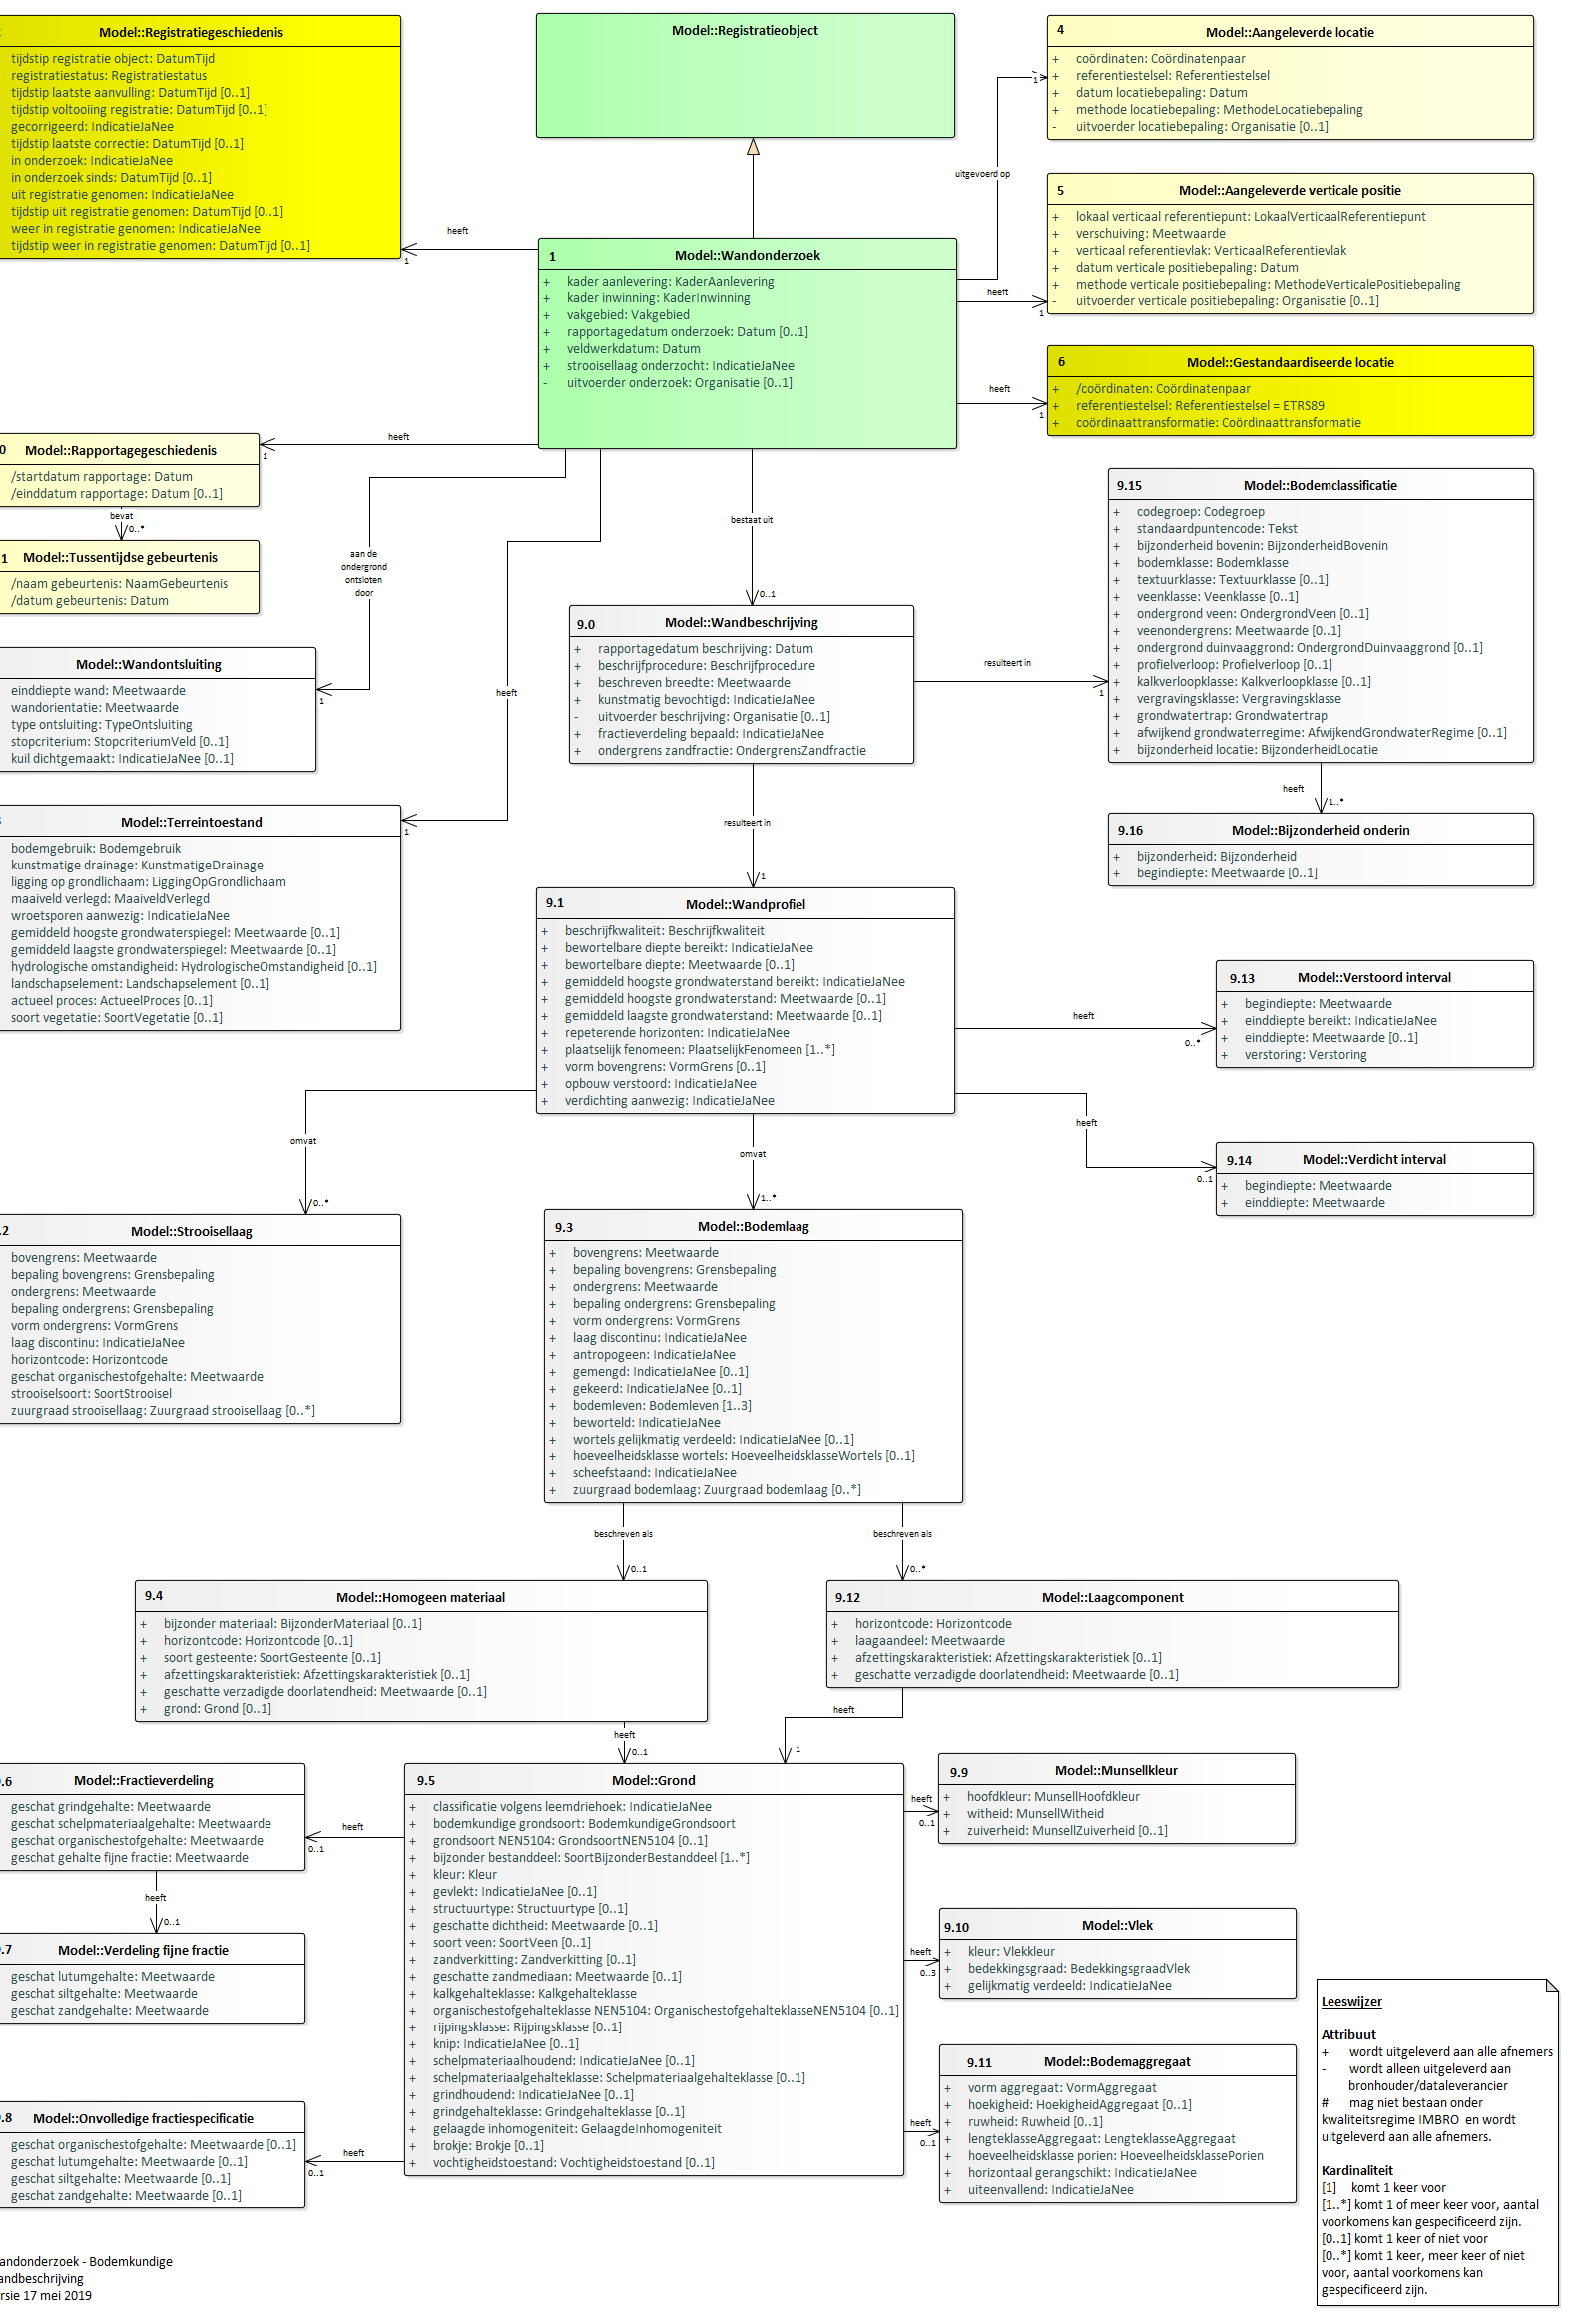 Model::Registratiegeschiedenis
tijdstip registratie object: DatumTijd
registratiestatus: Registratiestatus
tijdstip laatste aanvulling: DatumTijd [0..1]
tijdstip voltooiing registratie: DatumTijd [0..1]
gecorrigeerd: IndicatieJaNee
tijdstip laatste correctie: DatumTijd [0..1]
in onderzoek: IndicatieJaNee
in onderzoek sinds: DatumTijd [0..1]
uit registratie genomen: IndicatieJaNee
tijdstip uit registratie genomen: DatumTijd [0..1]
weer in registratie genomen: IndicatieJaNee
tijdstip weer in registratie genomen: DatumTijd [0..1]
Model::Registratieobject
4 Model::Aangeleverde locatie
+ coördinaten: Coördinatenpaar
+ referentiestelsel: Referentiestelsel
+ datum locatiebepaling: Datum
+ methode locatiebepaling: MethodeLocatiebepaling
- uitvoerder locatiebepaling: Organisatie [0..1]
uitgevoerd op
1
5 Model::Aangeleverde verticale positie
+ lokaal verticaal referentiepunt: LokaalVerticaalReferentiepunt
+ verschuiving: Meetwaarde
+ verticaal referentievlak: VerticaalReferentievlak
+ datum verticale positiebepaling: Datum
+ methode verticale positiebepaling: MethodeVerticalePositiebepaling
- uitvoerder verticale positiebepaling: Organisatie [0..1]
heeft
1
1 Model::Wandonderzoek
+ kader aanlevering: KaderAanlevering
+ kader inwinning: KaderInwinning
+ vakgebied: Vakgebied
+ rapportagedatum onderzoek: Datum [0..1]
+ veldwerkdatum: Datum
+ strooisellaag onderzocht: IndicatieJaNee
- uitvoerder onderzoek: Organisatie [0..1]
heeft
1
6 Model::Gestandaardiseerde locatie
+ /coördinaten: Coördinatenpaar
+ referentiestelsel: Referentiestelsel = ETRS89
+ coördinaattransformatie: Coördinaattransformatie
heeft
1
0 Model::Rapportagegeschiedenis
/startdatum rapportage: Datum
/einddatum rapportage: Datum [0..1]
heeft
1
bevat
0..*
1 Model::Tussentijdse gebeurtenis
/naam gebeurtenis: NaamGebeurtenis
/datum gebeurtenis: Datum
aan de
ondergrond
ontsloten
door
1
Model::Wandontsluiting
einddiepte wand: Meetwaarde
wandorientatie: Meetwaarde
type ontsluiting: TypeOntsluiting
stopcriterium: StopcriteriumVeld [0..1]
kuil dichtgemaakt: IndicatieJaNee [0..1]
bestaat uit
0..1
9.0 Model::Wandbeschrijving
+ rapportagedatum beschrijving: Datum
+ beschrijfprocedure: Beschrijfprocedure
+ beschreven breedte: Meetwaarde
+ kunstmatig bevochtigd: IndicatieJaNee
- uitvoerder beschrijving: Organisatie [0..1]
+ fractieverdeling bepaald: IndicatieJaNee
+ ondergrens zandfractie: OndergrensZandfractie
resulteert in
1
9.15 Model::Bodemclassificatie
+ codegroep: Codegroep
+ standaardpuntencode: Tekst
+ bijzonderheid bovenin: BijzonderheidBovenin
+ bodemklasse: Bodemklasse
+ textuurklasse: Textuurklasse [0..1]
+ veenklasse: Veenklasse [0..1]
+ ondergrond veen: OndergrondVeen [0..1]
+ veenondergrens: Meetwaarde [0..1]
+ ondergrond duinvaaggrond: OndergrondDuinvaaggrond [0..1]
+ profielverloop: Profielverloop [0..1]
+ kalkverloopklasse: Kalkverloopklasse [0..1]
+ vergravingsklasse: Vergravingsklasse
+ grondwatertrap: Grondwatertrap
+ afwijkend grondwaterregime: AfwijkendGrondwaterRegime [0..1]
+ bijzonderheid locatie: BijzonderheidLocatie
heeft
1..*
9.16 Model::Bijzonderheid onderin
+ bijzonderheid: Bijzonderheid
+ begindiepte: Meetwaarde [0..1]
heeft
1
Model::Terreintoestand
bodemgebruik: Bodemgebruik
kunstmatige drainage: KunstmatigeDrainage
ligging op grondlichaam: LiggingOpGrondlichaam
maaiveld verlegd: MaaiveldVerlegd
wroetsporen aanwezig: IndicatieJaNee
gemiddeld hoogste grondwaterspiegel: Meetwaarde [0..1]
gemiddeld laagste grondwaterspiegel: Meetwaarde [0..1]
hydrologische omstandigheid: HydrologischeOmstandigheid [0..1]
landschapselement: Landschapselement [0..1]
actueel proces: ActueelProces [0..1]
soort vegetatie: SoortVegetatie [0..1]
resulteert in
1
9.1 Model::Wandprofiel
+ beschrijfkwaliteit: Beschrijfkwaliteit
+ bewortelbare diepte bereikt: IndicatieJaNee
+ bewortelbare diepte: Meetwaarde [0..1]
+ gemiddeld hoogste grondwaterstand bereikt: IndicatieJaNee
+ gemiddeld hoogste grondwaterstand: Meetwaarde [0..1]
+ gemiddeld laagste grondwaterstand: Meetwaarde [0..1]
+ repeterende horizonten: IndicatieJaNee
+ plaatselijk fenomeen: PlaatselijkFenomeen [1..*]
+ vorm bovengrens: VormGrens [0..1]
+ opbouw verstoord: IndicatieJaNee
+ verdichting aanwezig: IndicatieJaNee
heeft
0..*
9.13 Model::Verstoord interval
+ begindiepte: Meetwaarde
+ einddiepte bereikt: IndicatieJaNee
+ einddiepte: Meetwaarde [0..1]
+ verstoring: Verstoring
heeft
0..1
9.14 Model::Verdicht interval
+ begindiepte: Meetwaarde
+ einddiepte: Meetwaarde
omvat
0..*
.2 Model::Strooisellaag
bovengrens: Meetwaarde
bepaling bovengrens: Grensbepaling
ondergrens: Meetwaarde
bepaling ondergrens: Grensbepaling
vorm ondergrens: VormGrens
laag discontinu: IndicatieJaNee
horizontcode: Horizontcode
geschat organischestofgehalte: Meetwaarde
strooiselsoort: SoortStrooisel
zuurgraad strooisellaag: Zuurgraad strooisellaag [0..*]
omvat
1..*
9.3 Model::Bodemlaag
+ bovengrens: Meetwaarde
+ bepaling bovengrens: Grensbepaling
+ ondergrens: Meetwaarde
+ bepaling ondergrens: Grensbepaling
+ vorm ondergrens: VormGrens
+ laag discontinu: IndicatieJaNee
+ antropogeen: IndicatieJaNee
+ gemengd: IndicatieJaNee [0..1]
+ gekeerd: IndicatieJaNee [0..1]
+ bodemleven: Bodemleven [1..3]
+ beworteld: IndicatieJaNee
+ wortels gelijkmatig verdeeld: IndicatieJaNee [0..1]
+ hoeveelheidsklasse wortels: HoeveelheidsklasseWortels [0..1]
+ scheefstaand: IndicatieJaNee
+ zuurgraad bodemlaag: Zuurgraad bodemlaag [0..*]
beschreven als
0..1
beschreven als
0..*
9.4 Model::Homogeen materiaal
+ bijzonder materiaal: BijzonderMateriaal [0..1]
+ horizontcode: Horizontcode [0..1]
+ soort gesteente: SoortGesteente [0..1]
+ afzettingskarakteristiek: Afzettingskarakteristiek [0..1]
+ geschatte verzadigde doorlatendheid: Meetwaarde [0..1]
+ grond: Grond [0..1]
9.12 Model::Laagcomponent
+ horizontcode: Horizontcode
+ laagaandeel: Meetwaarde
+ afzettingskarakteristiek: Afzettingskarakteristiek [0..1]
+ geschatte verzadigde doorlatendheid: Meetwaarde [0..1]
heeft
0..1
heeft
1
.6 Model::Fractieverdeling
geschat grindgehalte: Meetwaarde
geschat schelpmateriaalgehalte: Meetwaarde
geschat organischestofgehalte: Meetwaarde
geschat gehalte fijne fractie: Meetwaarde
heeft
0..1
heeft
0..1
.7 Model::Verdeling fijne fractie
geschat lutumgehalte: Meetwaarde
geschat siltgehalte: Meetwaarde
geschat zandgehalte: Meetwaarde
.8 Model::Onvolledige fractiespecificatie
geschat organischestofgehalte: Meetwaarde [0..1]
geschat lutumgehalte: Meetwaarde [0..1]
geschat siltgehalte: Meetwaarde [0..1]
geschat zandgehalte: Meetwaarde [0..1]
heeft
0..1
9.5 Model::Grond
+ classificatie volgens leemdriehoek: IndicatieJaNee
+ bodemkundige grondsoort: BodemkundigeGrondsoort
+ grondsoort NEN5104: GrondsoortNEN5104 [0..1]
+ bijzonder bestanddeel: SoortBijzonderBestanddeel [1..*]
+ kleur: Kleur
+ gevlekt: IndicatieJaNee [0..1]
+ structuurtype: Structuurtype [0..1]
+ geschatte dichtheid: Meetwaarde [0..1]
+ soort veen: SoortVeen [0..1]
+ zandverkitting: Zandverkitting [0..1]
+ geschatte zandmediaan: Meetwaarde [0..1]
+ kalkgehalteklasse: Kalkgehalteklasse
+ organischestofgehalteklasse NEN5104: OrganischestofgehalteklasseNEN5104 [0..1]
+ rijpingsklasse: Rijpingsklasse [0..1]
+ knip: IndicatieJaNee [0..1]
+ schelpmateriaalhoudend: IndicatieJaNee [0..1]
+ schelpmateriaalgehalteklasse: Schelpmateriaalgehalteklasse [0..1]
+ grindhoudend: IndicatieJaNee [0..1]
+ grindgehalteklasse: Grindgehalteklasse [0..1]
+ gelaagde inhomogeniteit: GelaagdeInhomogeniteit
+ brokje: Brokje [0..1]
+ vochtigheidstoestand: Vochtigheidstoestand [0..1]
heeft
0..1
9.9 Model::Munsellkleur
+ hoofdkleur: MunsellHoofdkleur
+ witheid: MunsellWitheid
+ zuiverheid: MunsellZuiverheid [0..1]
heeft
0..3
9.10 Model::Vlek
+ kleur: Vlekkleur
+ bedekkingsgraad: BedekkingsgraadVlek
+ gelijkmatig verdeeld: IndicatieJaNee
heeft
0..1
9.11 Model::Bodemaggregaat
+ vorm aggregaat: VormAggregaat
+ hoekigheid: HoekigheidAggregaat [0..1]
+ ruwheid: Ruwheid [0..1]
+ lengteklasseAggregaat: LengteklasseAggregaat
+ hoeveelheidsklasse porien: HoeveelheidsklassePorien
+ horizontaal gerangschikt: IndicatieJaNee
+ uiteenvallend: IndicatieJaNee
Leeswijzer
Attribuut
+ wordt uitgeleverd aan alle afnemers
- wordt alleen uitgeleverd aan
bronhouder/dataleverancier
# mag niet bestaan onder
kwaliteitsregime IMBRO en wordt
uitgeleverd aan alle afnemers.
Kardinaliteit
[1] komt 1 keer voor
[1..*] komt 1 of meer keer voor, aantal
voorkomens kan gespecificeerd zijn.
[0..1] komt 1 keer of niet voor
[0..*] komt 1 keer, meer keer of niet
voor, aantal voorkomens kan
gespecificeerd zijn.
andonderzoek - Bodemkundige
andbeschrijving
rsie 17 mei 2019